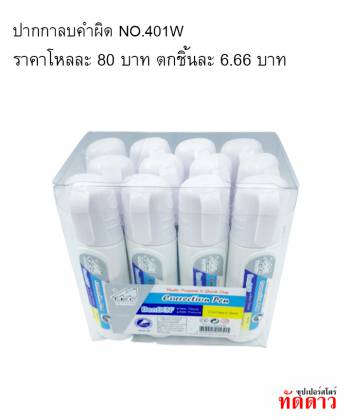 ปากกาลบคำผิด NO.401W
ราคาโหลละ 80 บาท ตกชิ้นละ 6.66 บาท
Correction Pen
ซุปเปอร์สโตร์
ทัดดาว